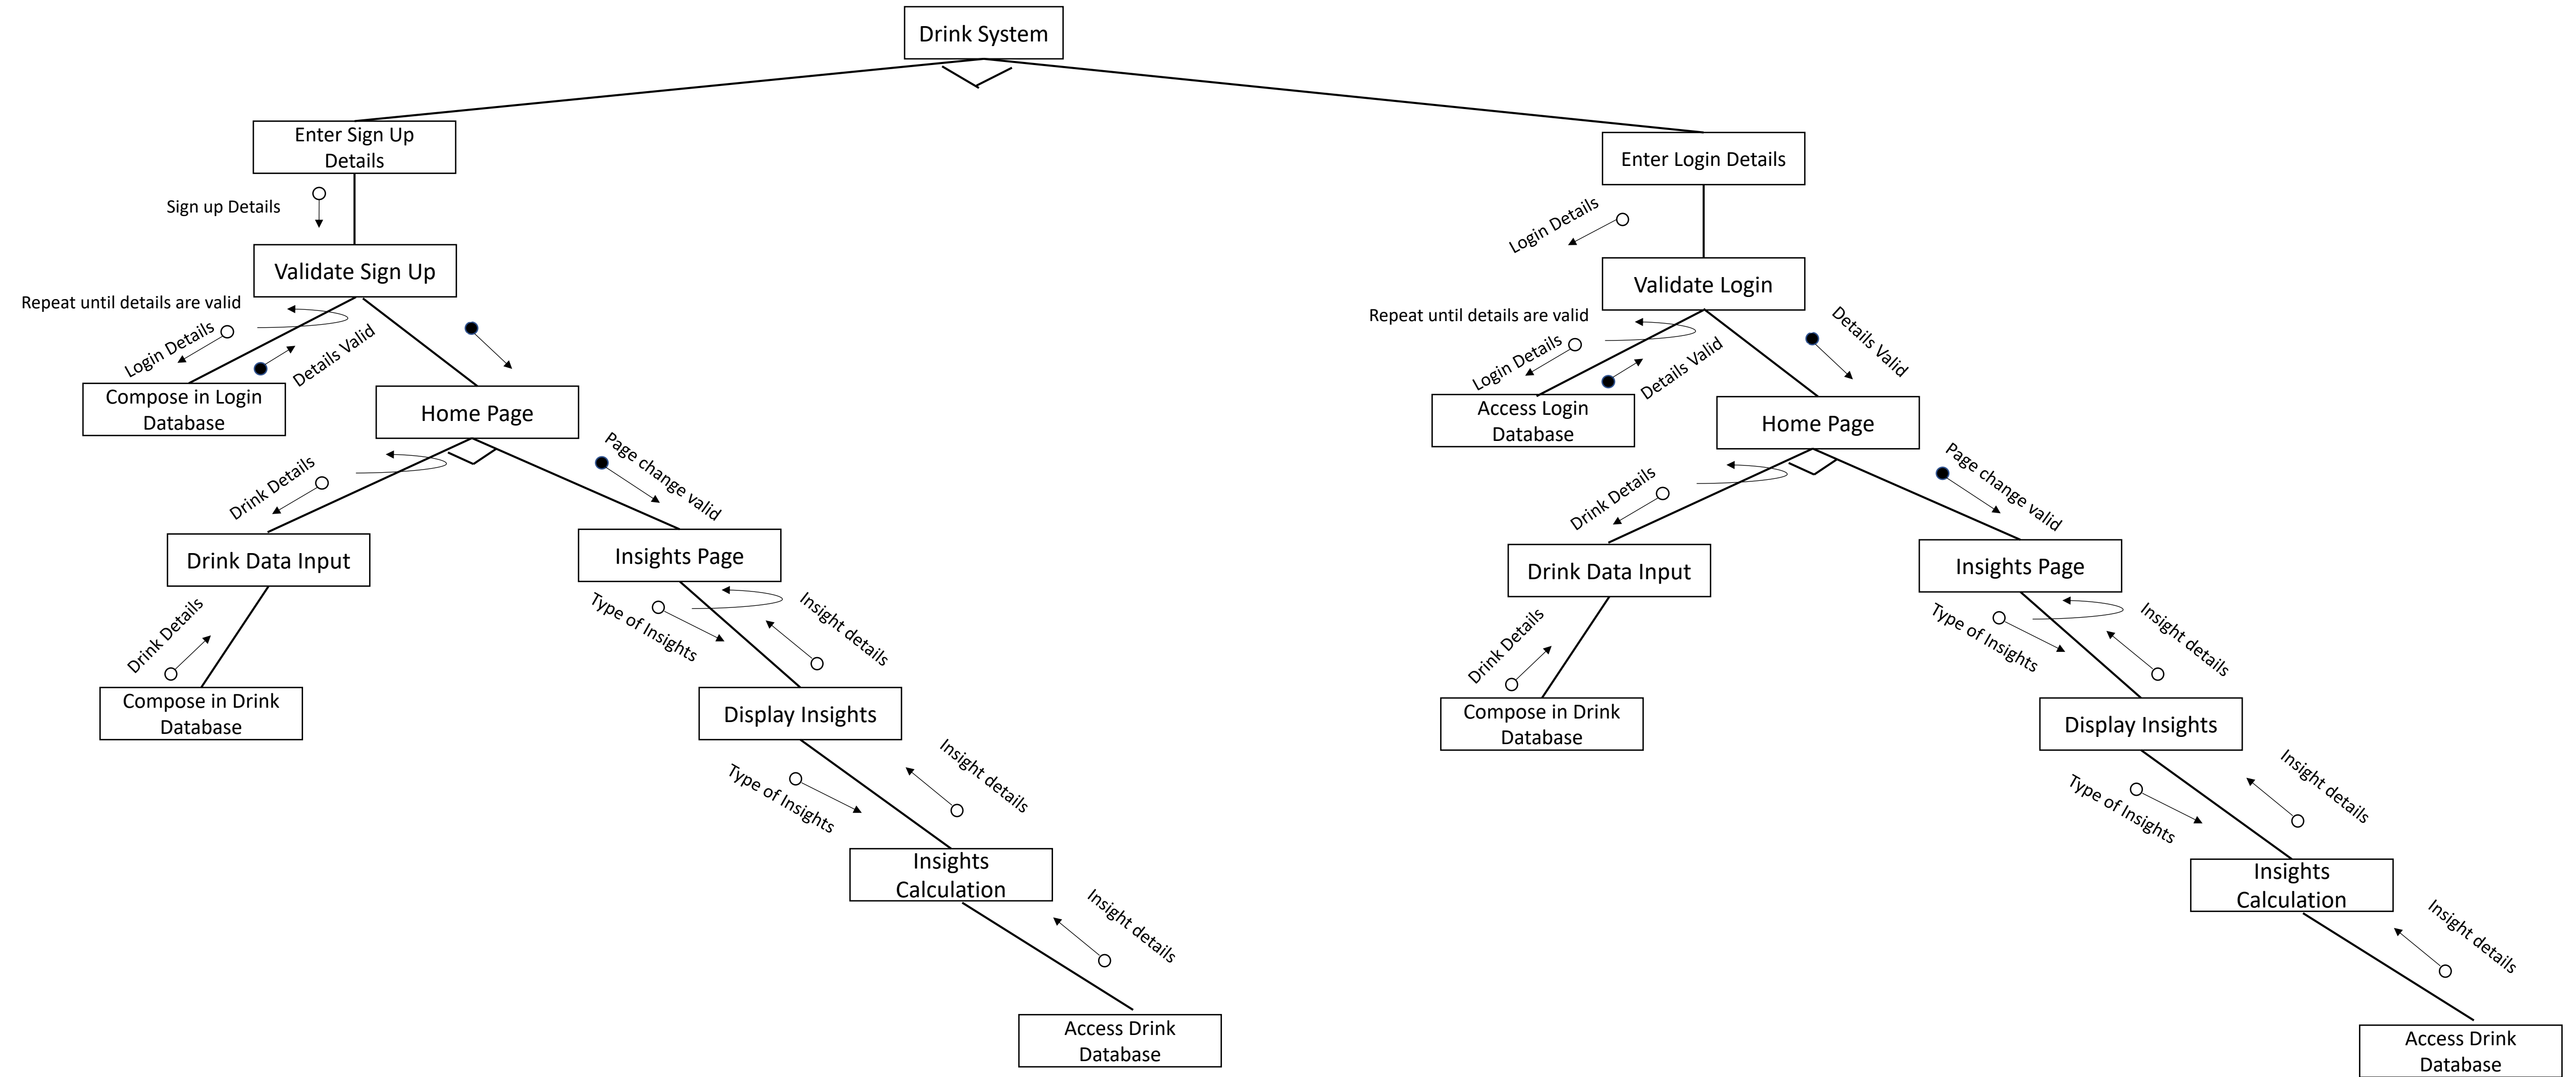 Drink System
Enter Sign Up
Details
Enter Login Details
Sign up Details
Login Details
Validate Sign Up
Validate Login
Repeat until details are valid
Login Details
Details Valid
Repeat until details are valid
Login Details
Details Valid
Details Valid
Compose in Login
Database
Home Page
Access Login
Database
Home Page
Drink Details
Page change valid
Drink Details
Page change valid
Drink Data Input
Insights Page
Drink Data Input
Insights Page
Drink Details
Type of Insights
Insight details
Drink Details
Type of Insights
Insight details
Compose in Drink
Database
Display Insights
Compose in Drink
Database
Display Insights
Type of Insights
Insight details
Type of Insights
Insight details
Insights
Calculation
Insights
Calculation
Insight details
Insight details
Access Drink
Database
Access Drink
Database